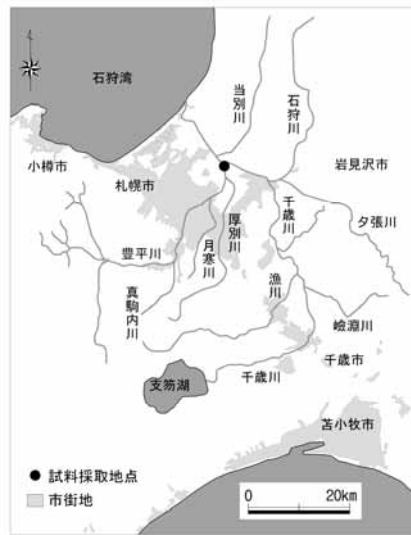 石狩湾
当別川
石狩川
小樽市
札幌市
岩見沢市
千歳川
夕張川
厚別川
月寒川
豊平川
漁川
真駒内川
嶮淵川
千歳市
支笏湖
千歳川
苫小牧市
試料採取地点
市街地
0 20km